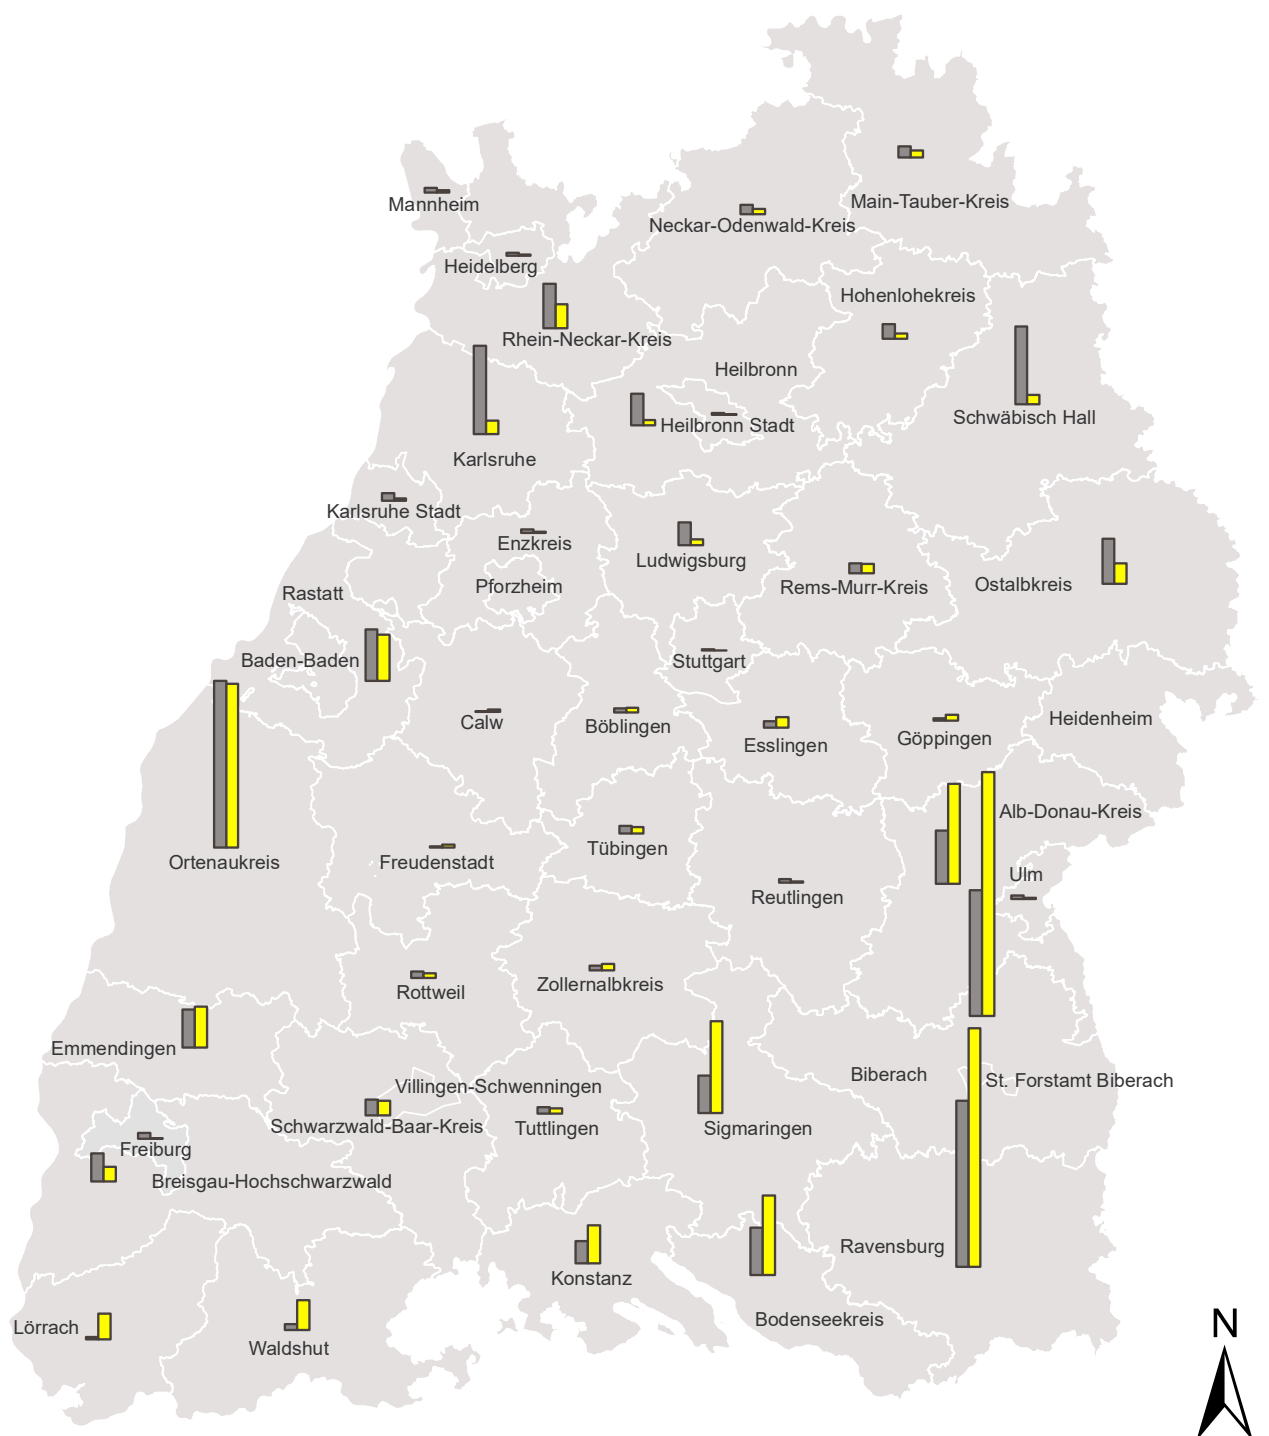 Main-Tauber-Kreis
Mannheim
Neckar-Odenwald-Kreis
Heidelberg
Hohenlohekreis
Rhein-Neckar-Kreis
Heilbronn
Schwäbisch Hall
Heilbronn Stadt
Karlsruhe
Karlsruhe Stadt
Enzkreis
Ludwigsburg
Pforzheim
Rems-Murr-Kreis
Ostalbkreis
Rastatt
Baden-Baden
Stuttgart
Calw
Böblingen
Esslingen
Göppingen
Heidenheim
Alb-Donau-Kreis
Ortenaukreis
Freudenstadt
Tübingen
Ulm
Reutlingen
Rottweil
Zollernalbkreis
Emmendingen
Villingen-Schwenningen
Biberach
St. Forstamt Biberach
Schwarzwald-Baar-Kreis
Tuttlingen
Sigmaringen
Freiburg
Breisgau-Hochschwarzwald
Ravensburg
Konstanz
Bodenseekreis
Lörrach
Waldshut
N